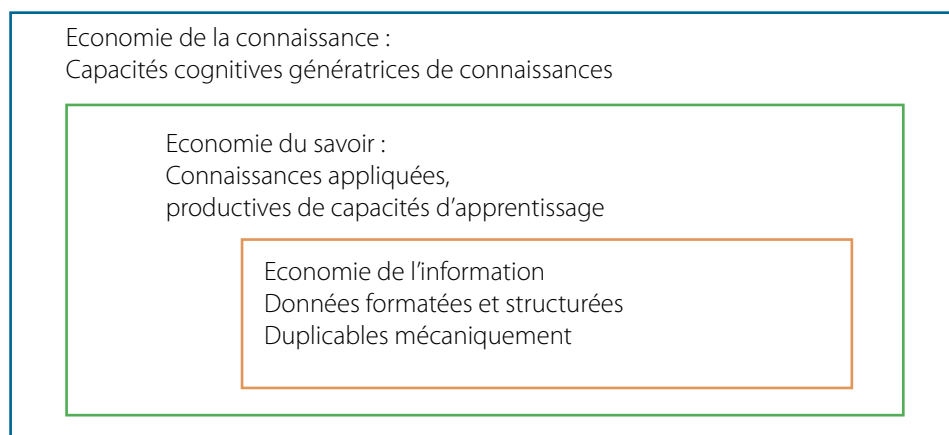 Economie de la connaissance :
Capacités cognitives génératrices de connaissances
Economie du savoir :
Connaissances appliquées,
productives de capacités d’apprentissage
Economie de l’information
Données formatées et structurées
Duplicables mécaniquement